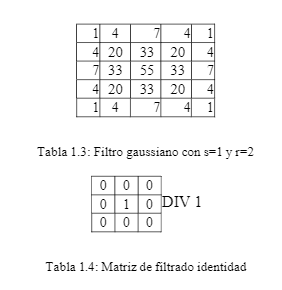 1 4 7 4 1
4 20 33 20 4
7 33 55 33 7
4 20 33 20 4
1 4 7 4 1
Tabla 1.3: Filtro gaussiano con s=1 y r=2
0 0 0
0 1 0 DIV 1
0 0 0
Tabla 1.4: Matriz de filtrado identidad